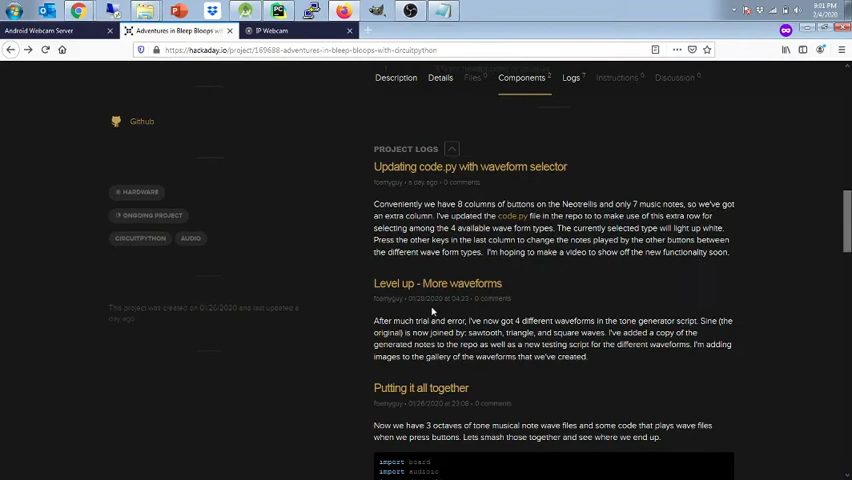 9:01 PM
2/4/2020
Android Webcam Server
Adventures in Bleep Bloops with
IP Webcam
https://hackaday.io/project/169688-adventures-in-bleep-bloops-with-circuitpython
Description Details Files 0 Components 2 Logs 7 Instructions 0 Discussion 0
Github
PROJECT LOGS
Updating code.py with waveform selector
foamyguy • a day ago • 0 comments
HARDWARE
ONGOING PROJECT
CIRCUITPYTHON AUDIO
Conveniently we have 8 columns of buttons on the Neotrellis and only 7 music notes, so we've got
an extra column. I've updated the code.py file in the repo to to make use of this extra row for
selecting among the 4 available wave form types. The currently selected type will light up white.
Press the other keys in the last column to change the notes played by the other buttons between
the different wave form types. I'm hoping to make a video to show off the new functionality soon.
This project was created on 01/26/2020 and last updated a
day ago.
Level up - More waveforms
foamyguy • 01/28/2020 at 04:23 • 0 comments
After much trial and error, I've now got 4 different waveforms in the tone generator script. Sine (the
original) is now joined by: sawtooth, triangle, and square waves. I've added a copy of the
generated notes to the repo as well as a new testing script for the different waveforms. I'm adding
images to the gallery of the waveforms that we've created.
Putting it all together
foamyguy • 01/26/2020 at 23:08 • 0 comments
Now we have 3 octaves of tone musical note wave files and some code that plays wave files
when we press buttons. Lets smash those together and see where we end up.
import board
import audioio